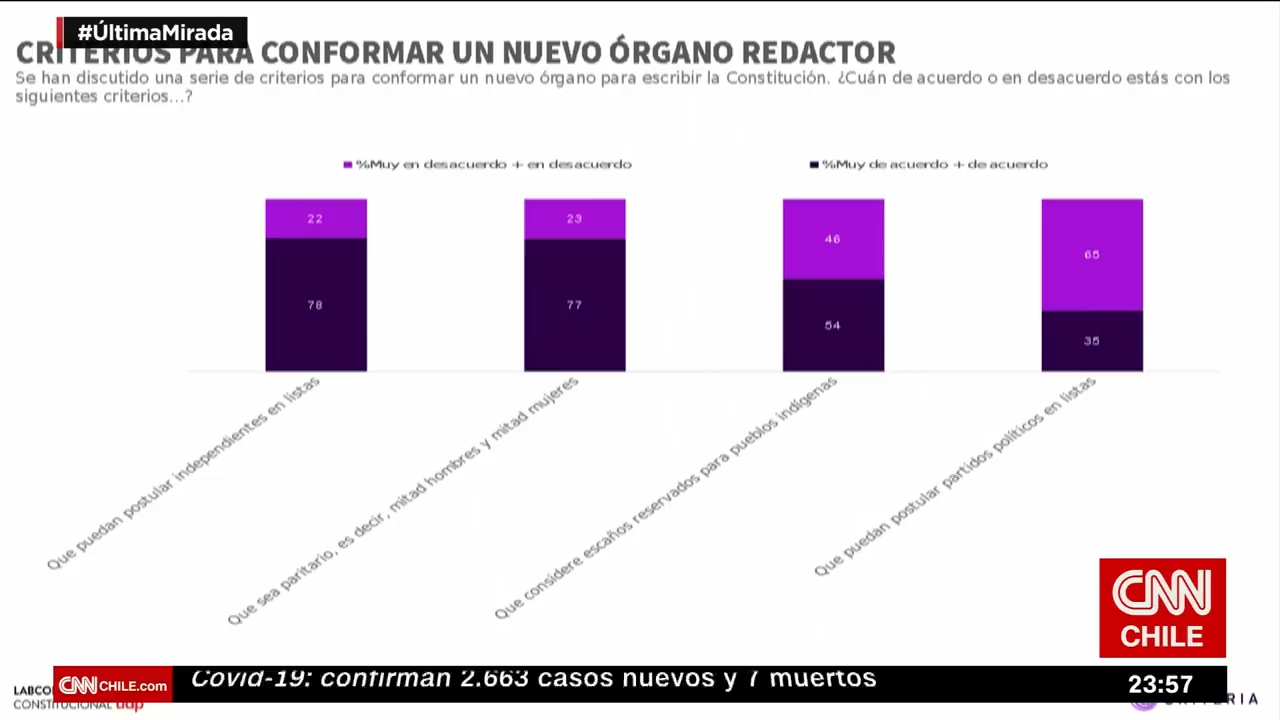 #ÚltimaMirada
CRITERIOS PARA CONFORMAR UN NUEVO ÓRGANO REDACTOR
Se han discutido una serie de criterios para conformar un nuevo órgano para escribir la Constitución. ¿Cuán de acuerdo o en desacuerdo estás con los
siguientes criterios...?
%Muy en desacuerdo + en desacuerdo
%Muy de acuerdo + de acuerdo
22
23
46
65
78
77
54
35
Que puedan postular independientes en listas
Que sea paritario, es decir, mitad hombres y mitad mujeres
Que considere escaños reservados para pueblos indígenas
Que puedan postular partidos políticos en listas
CNN
CHILE
CNNCHILE.com
Covid-19: confirman 2.663 casos nuevos y 7 muertos
23:57
CONSTITUCIONAL udp